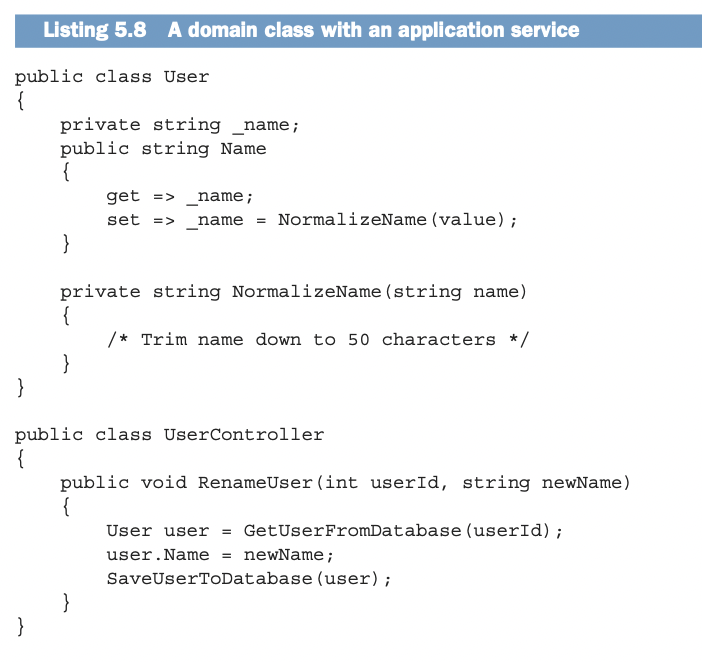 Listing 5.8 A domain class with an application service
public class User
{
private string _name;
public string Name
{
get => _name;
set => _name = NormalizeName(value);
}
private string NormalizeName(string name)
{
/* Trim name down to 50 characters */
}
}
public class UserController
{
public void RenameUser(int userId, string newName)
{
User user = GetUserFromDatabase(userId);
user.Name = newName;
SaveUserToDatabase(user);
}
}